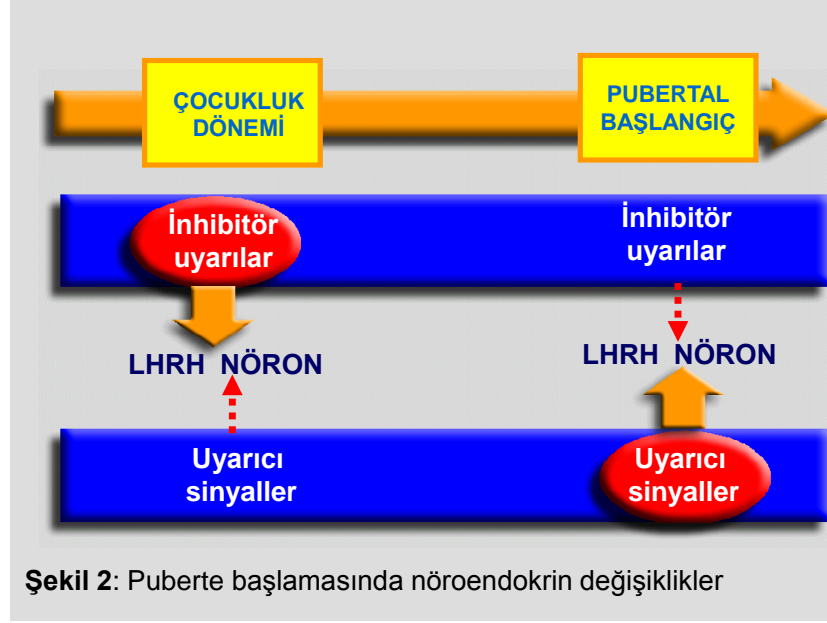 ÇOCUKLUK
DÖNEMİ
PUBERTAL
BAŞLANGIÇ
İnhibitör
uyarılar
İnhibitör
uyarılar
LHRH NÖRON
LHRH NÖRON
Uyarıcı
sinyaller
Uyarıcı
sinyaller
Şekil 2: Puberte başlamasında nöroendokrin değişiklikler